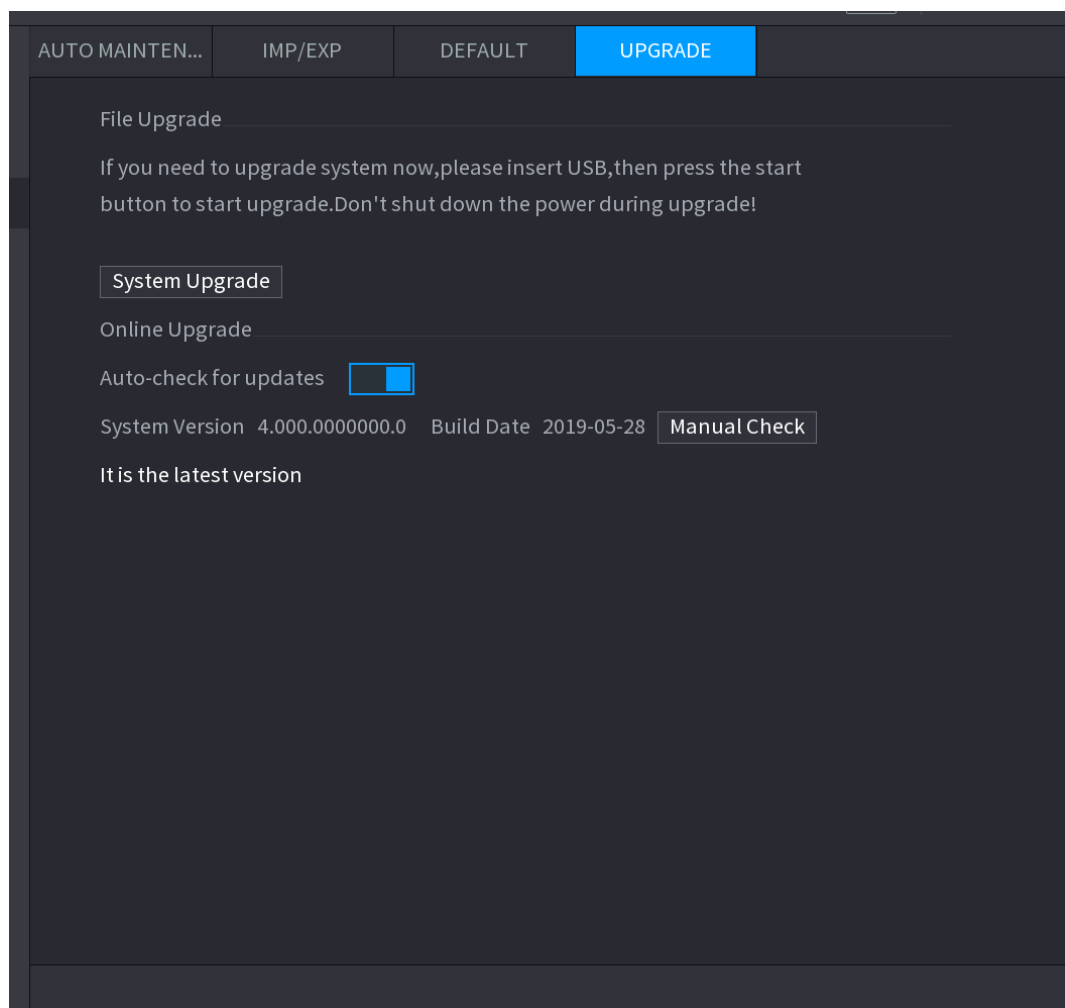 AUTO MAINTEN... IMP/EXP DEFAULT UPGRADE
File Upgrade
If you need to upgrade system now,please insert USB,then press the start
button to start upgrade.Don't shut down the power during upgrade!
System Upgrade
Online Upgrade
Auto-check for updates
System Version 4.000.0000000.0 Build Date 2019-05-28 Manual Check
It is the latest version